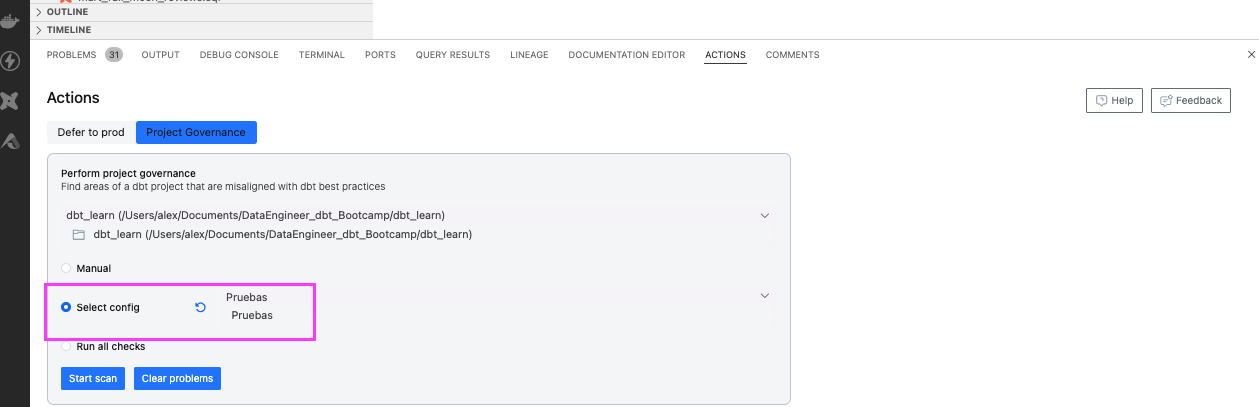 OUTLINE
TIMELINE
PROBLEMS 31 OUTPUT DEBUG CONSOLE TERMINAL PORTS QUERY RESULTS LINEAGE DOCUMENTATION EDITOR ACTIONS COMMENTS
Actions
Help Feedback
Defer to prod Project Governance
Perform project governance
Find areas of a dbt project that are misaligned with dbt best practices
dbt_learn (/Users/alex/Documents/DataEngineer_dbt_Bootcamp/dbt_learn)
dbt_learn (/Users/alex/Documents/DataEngineer_dbt_Bootcamp/dbt_learn)
Manual
Pruebas
Select config
Pruebas
Run all checks
Start scan Clear problems